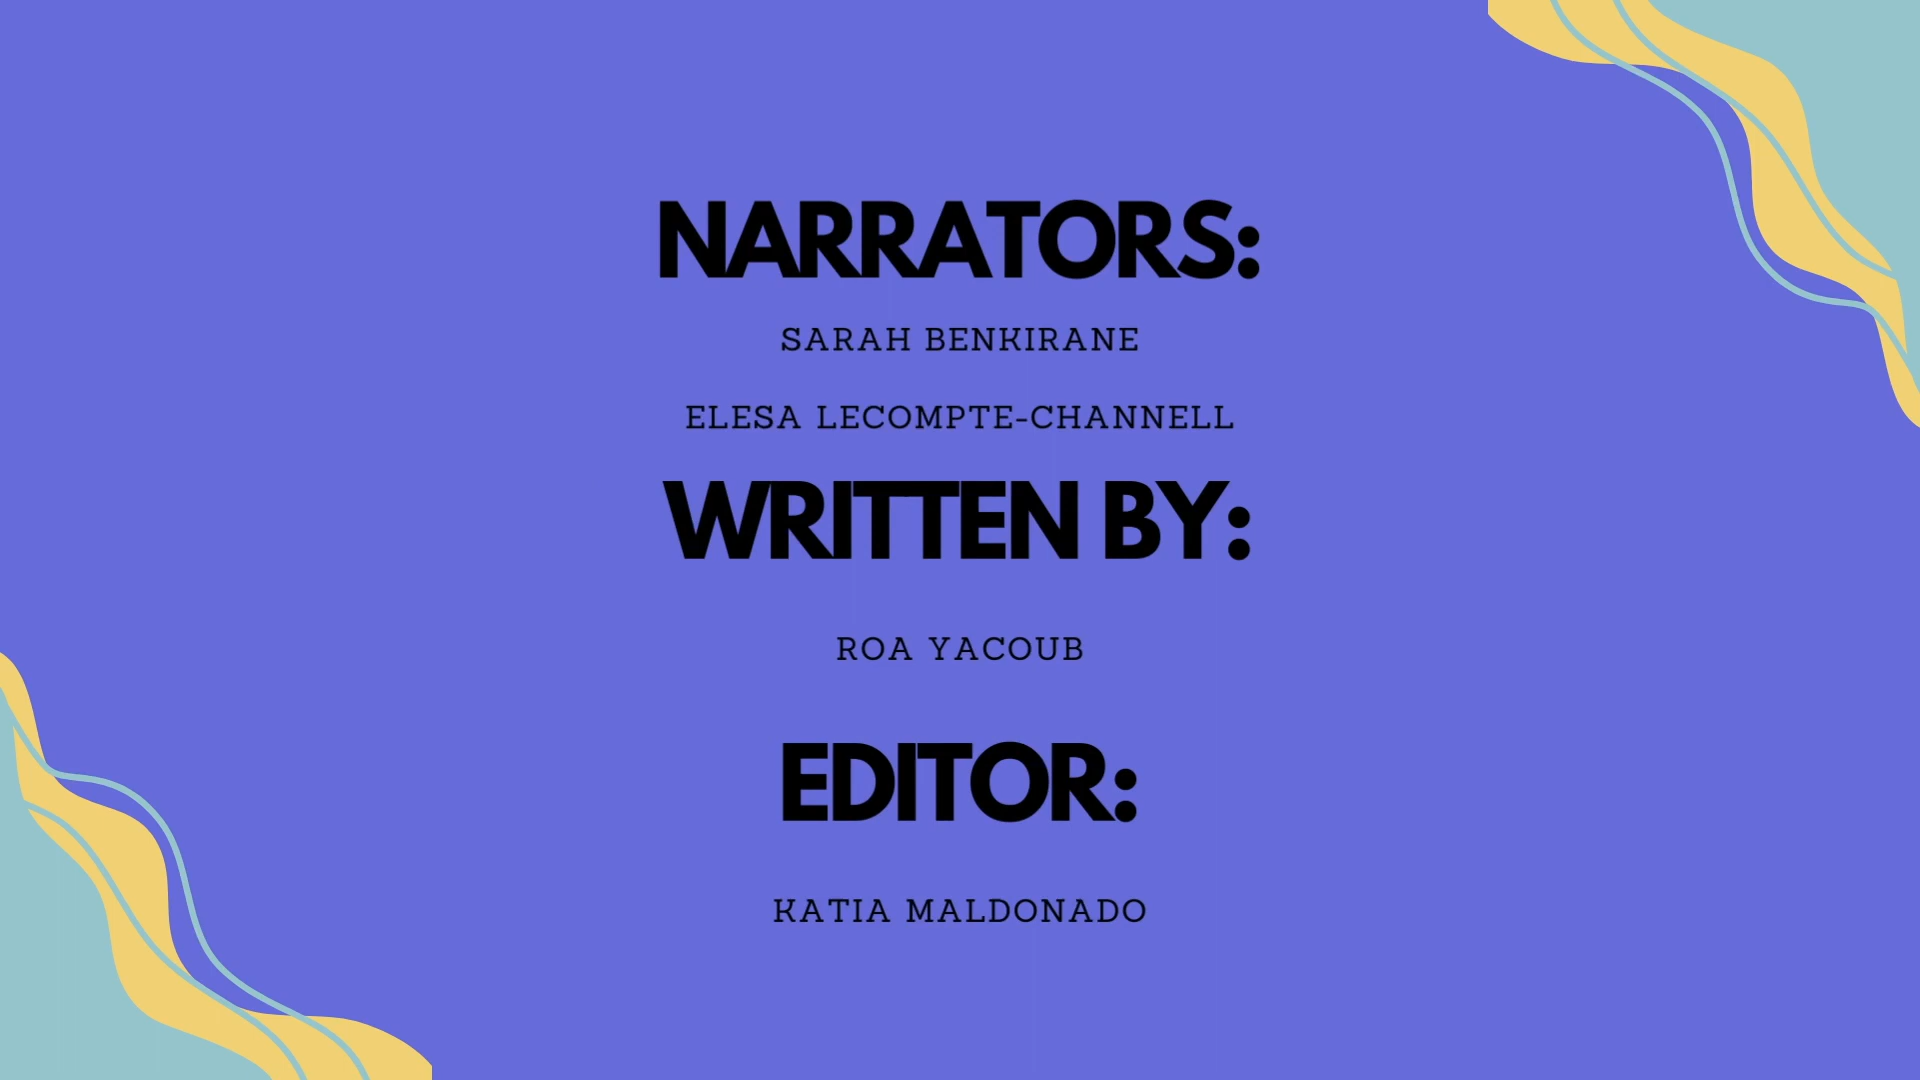 NARRATORS:
SARAH BENKIRANE
ELESA LECOMPTE-CHANNELL
WRITTEN BY:
ROA YACOUB
EDITOR:
KATIA MALDONADO